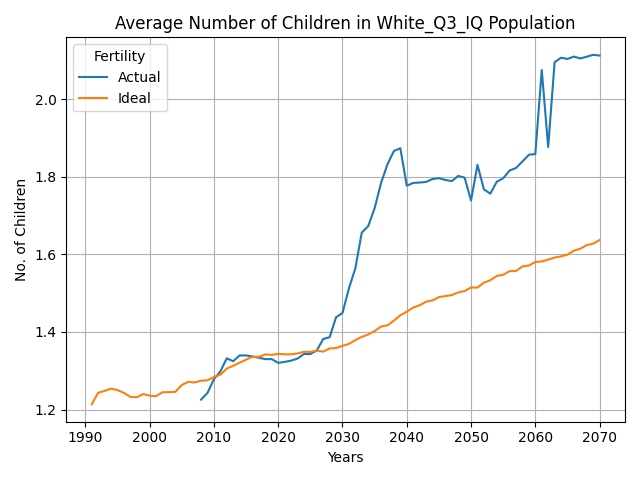 Average Number of Children in White_Q3_IQ Population
Fertility
Actual
Ideal
No. of Children
2.0
1.8
1.6
1.4
1.2
1990 2000 2010 2020 2030 2040 2050 2060 2070
Years